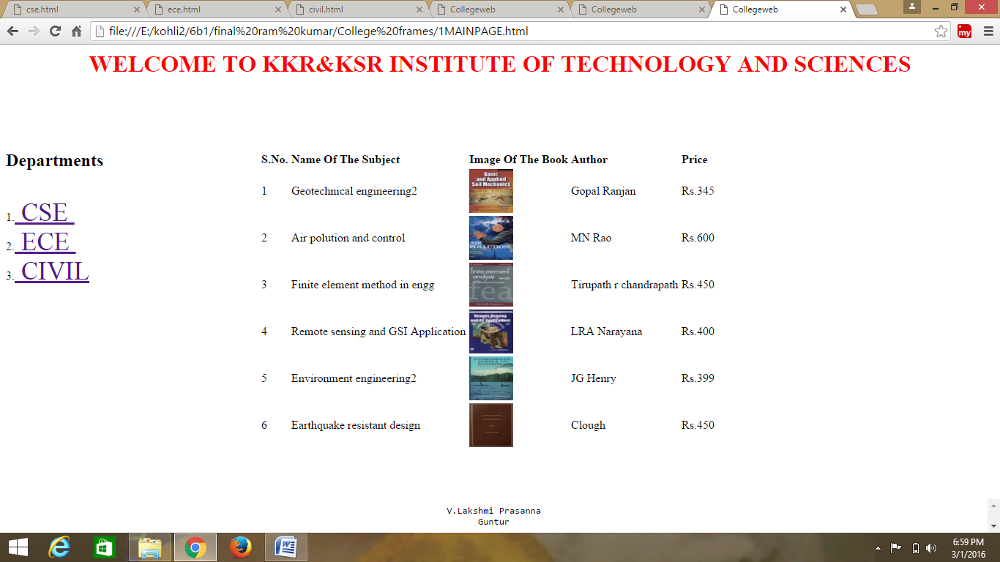 cse.html
ece.html
civil.html
Collegeweb
Collegeweb
Collegeweb
file:///E:/kohli2/6b1/final%20ram%20kumar/College%20frames/1MAINPAGE.html
my
WELCOME TO KKR&KSR INSTITUTE OF TECHNOLOGY AND SCIENCES
Departments
1. CSE
2. ECE
3. CIVIL
S.No. Name Of The Subject Image Of The Book Author Price
Basic
and Applied
Soil Mechanics
1 Geotechnical engineering2 Gopal Ranjan Rs.345
2 Air polution and control MN Rao Rs.600
AIR
POLLUTION
finite element
analysis
3 Finite element method in engg Tirupath r chandrapath Rs.450
fea
Remote Sensing
and its Applications
4 Remote sensing and GSI Application LRA Narayana Rs.400
ENVIRONMENTAL
SCIENCE AND
ENGINEERING
5 Environment engineering2 JG Henry Rs.399
6 Earthquake resistant design Clough Rs.450
V.Lakshmi Prasanna
Guntur
6:59 PM
3/1/2016